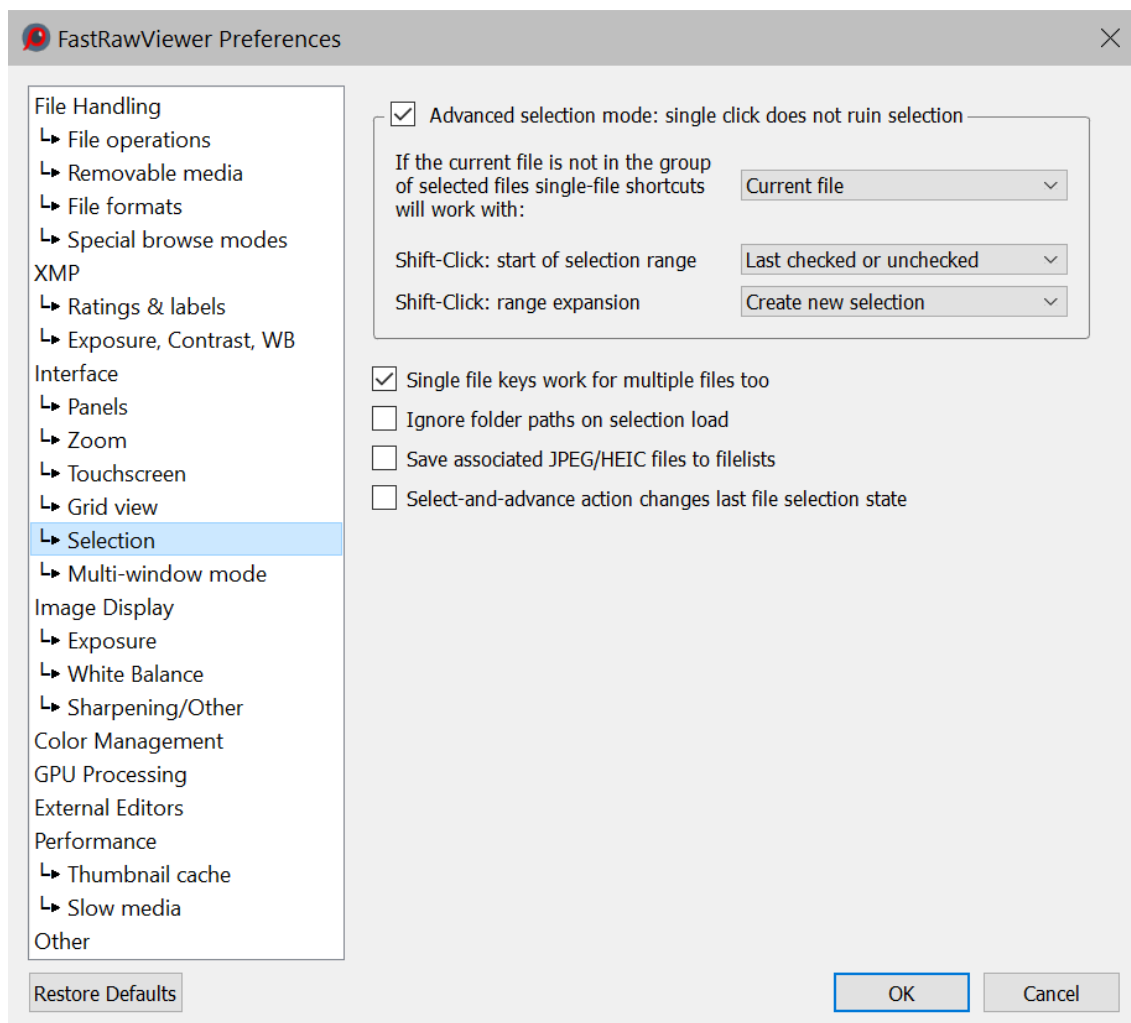 FastRawViewer Preferences
File Handling
File operations
Removable media
File formats
Special browse modes
XMP
Ratings & labels
Exposure, Contrast, WB
Interface
Panels
Zoom
Touchscreen
Grid view
Selection
Multi-window mode
Image Display
Exposure
White Balance
Sharpening/Other
Color Management
GPU Processing
External Editors
Performance
Thumbnail cache
Slow media
Other
Advanced selection mode: single click does not ruin selection
If the current file is not in the group
of selected files single-file shortcuts
will work with:
Current file
Shift-Click: start of selection range
Last checked or unchecked
Shift-Click: range expansion
Create new selection
Single file keys work for multiple files too
Ignore folder paths on selection load
Save associated JPEG/HEIC files to filelists
Select-and-advance action changes last file selection state
Restore Defaults
OK
Cancel